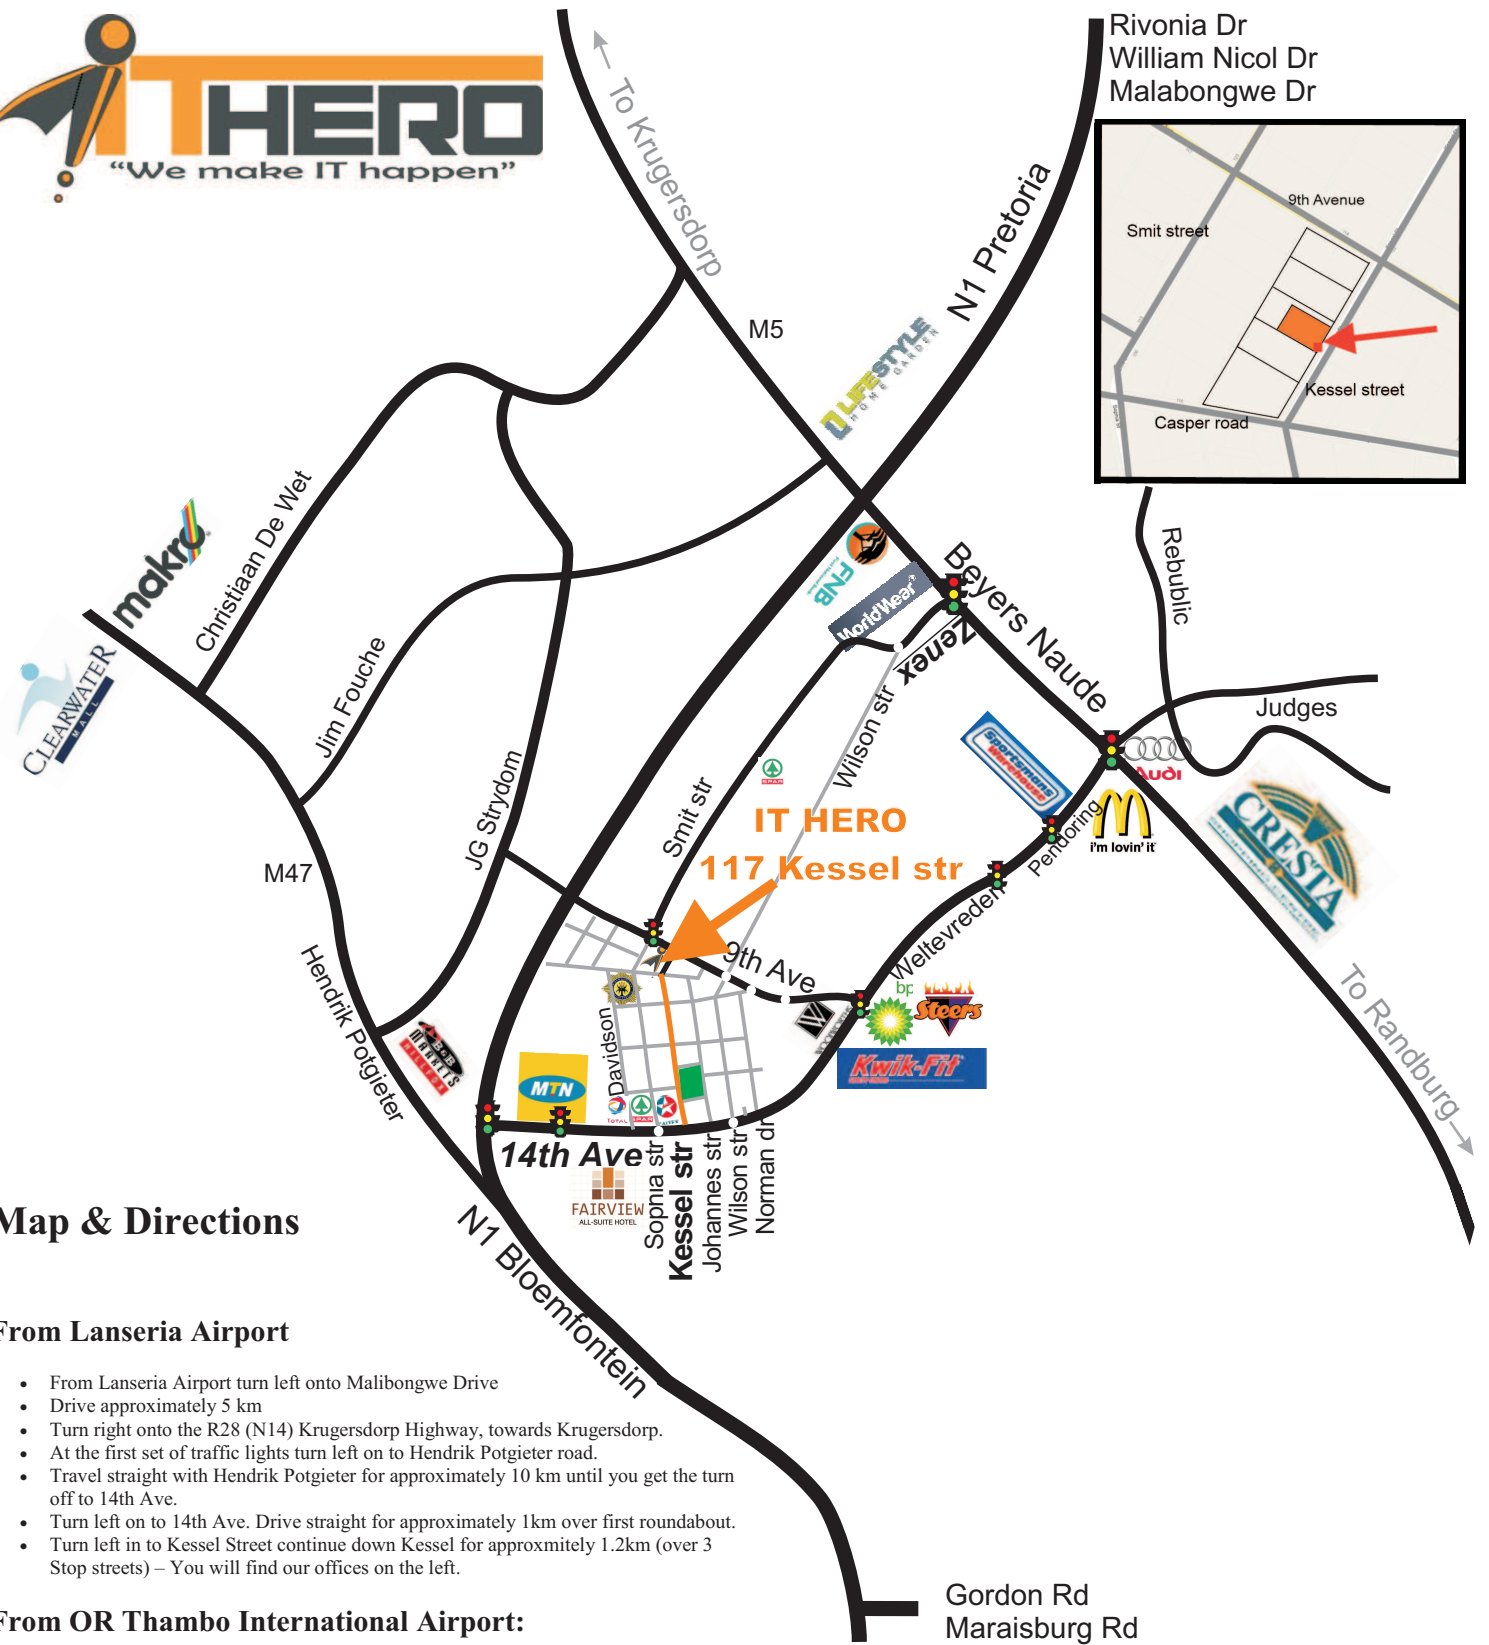 iTHERO
“We make IT happen”
Rivonia Dr
William Nicol Dr
Malabongwe Dr
To Krugersdorp
N1 Pretoria
9th Avenue
Smit street
Kessel street
Casper road
M5
LIFESTYLE
HOME GARDEN
Christiaan De Wet
makro
CLEARWATER
MALL
Jim Fouche
FNB
WorldWear
Beyers Naude
Zenex
Rebublic
Judges
Wilson str
Sportsmans
Warehouse
Audi
Pendoring
i'm lovin' it
CRESTA
SPAR
Smit str
IT HERO
117 Kessel str
JG Strydom
M47
Weltevreden
9th Ave
Hendrik Potgieter
bp
Steers
Kwik-Fit
To Randburg
Davidson
MARKETS
HILLFOX
MTN
TOTAL
SPAR
CALTEX
14th Ave
FAIRVIEW
ALL-SUITE HOTEL
Sophia str
Kessel str
Johannes str
Wilson str
Norman dr
N1 Bloemfontein
Map & Directions
From Lanseria Airport
• From Lanseria Airport turn left onto Malibongwe Drive
• Drive approximately 5 km
• Turn right onto the R28 (N14) Krugersdorp Highway, towards Krugersdorp.
• At the first set of traffic lights turn left on to Hendrik Potgieter road.
• Travel straight with Hendrik Potgieter for approximately 10 km until you get the turn
off to 14th Ave.
• Turn left on to 14th Ave. Drive straight for approximately 1km over first roundabout.
• Turn left in to Kessel Street continue down Kessel for approxmitely 1.2km (over 3
Stop streets) – You will find our offices on the left.
From OR Thambo International Airport:
Gordon Rd
Maraisburg Rd